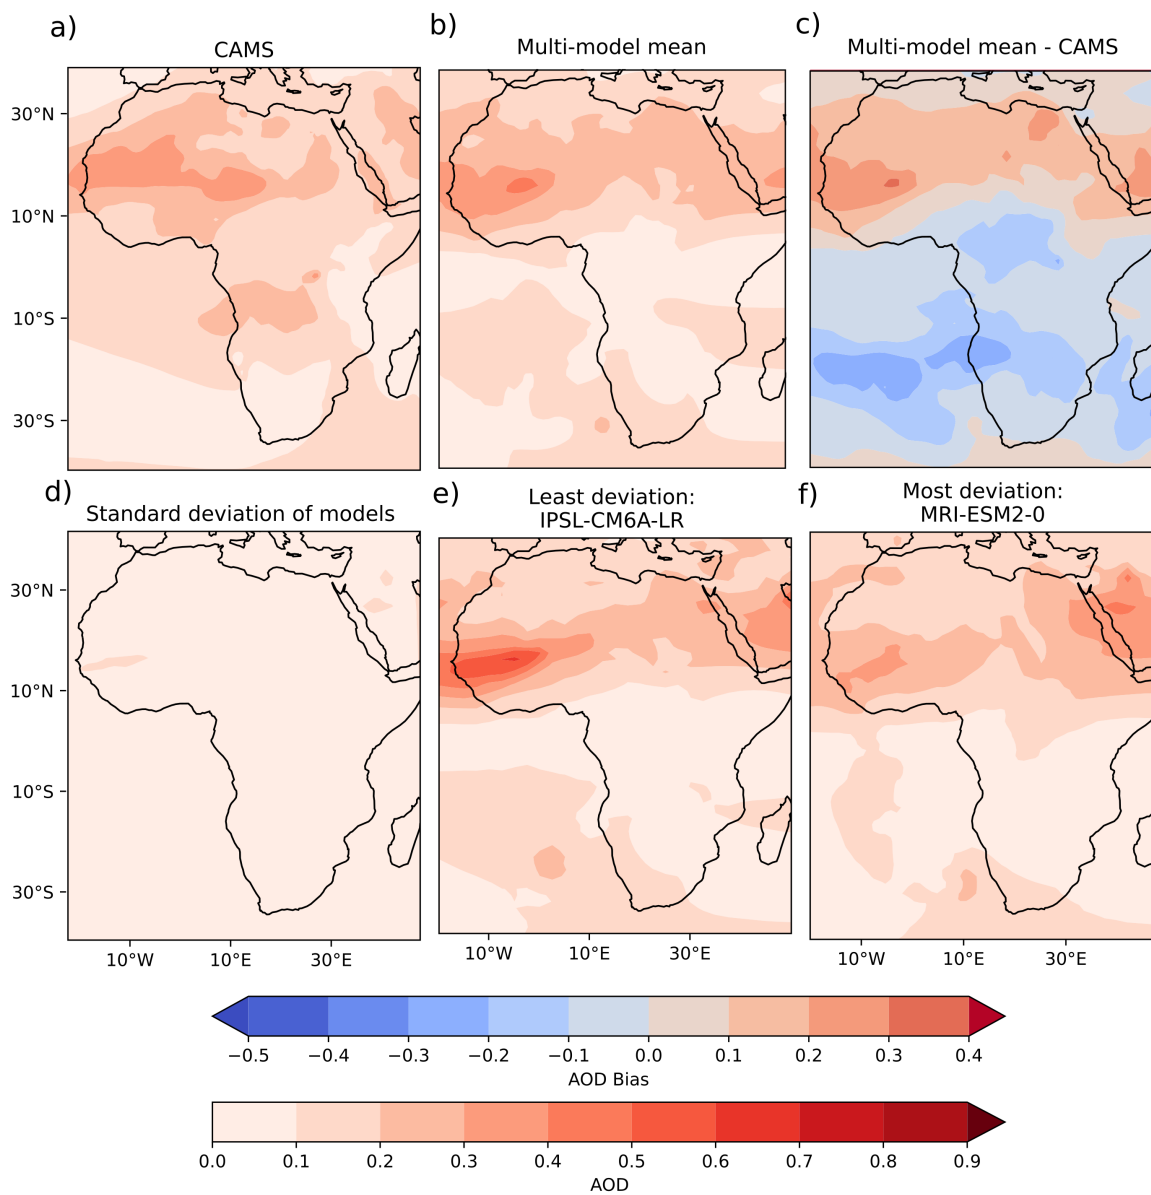 a)
CAMS
b)
Multi-model mean
c)
Multi-model mean - CAMS
30°N
10°N
10°S
30°S
d)
Standard deviation of models
e)
Least deviation:
IPSL-CM6A-LR
f)
Most deviation:
MRI-ESM2-0
30°N
10°N
10°S
30°S
10°W 10°E 30°E
10°W 10°E 30°E
10°W 10°E 30°E
−0.5 −0.4 −0.3 −0.2 −0.1 0.0 0.1 0.2 0.3 0.4
AOD Bias
0.0 0.1 0.2 0.3 0.4 0.5 0.6 0.7 0.8 0.9
AOD